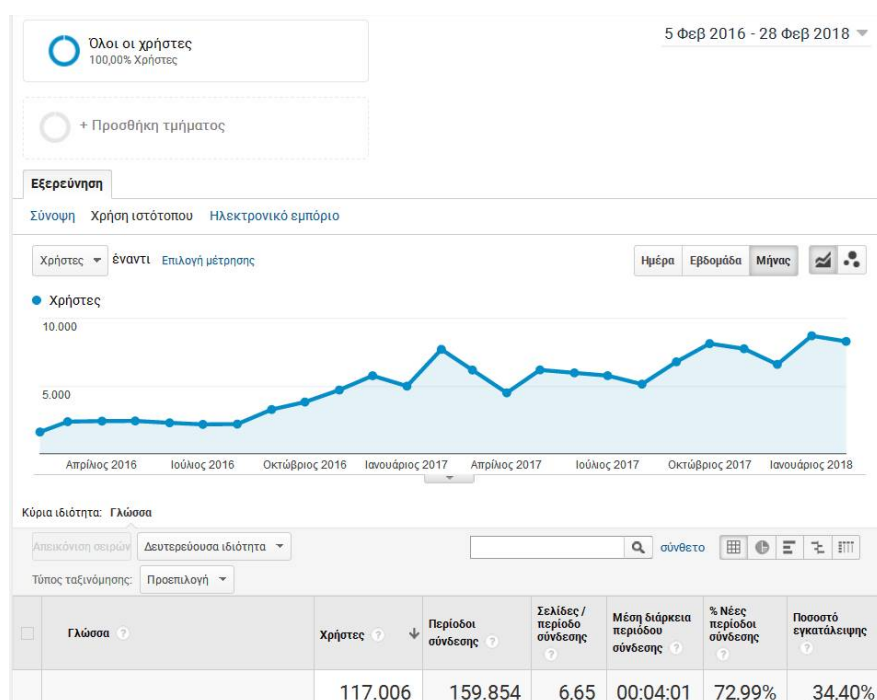 Όλοι οι χρήστες
100,00% Χρήστες
5 Φεβ 2016 - 28 Φεβ 2018
+ Προσθήκη τμήματος
Εξερεύνηση
Σύνοψη Χρήση ιστότοπου Ηλεκτρονικό εμπόριο
Χρήστες έναντι Επιλογή μέτρησης
Ημέρα Εβδομάδα Μήνας
Χρήστες
10.000
5.000
Απρίλιος 2016 Ιούλιος 2016 Οκτώβριος 2016 Ιανουάριος 2017 Απρίλιος 2017 Ιούλιος 2017 Οκτώβριος 2017 Ιανουάριος 2018
Κύρια ιδιότητα: Γλώσσα
Απεικόνιση σειρών Δευτερεύουσα ιδιότητα
σύνθετο
Τύπος ταξινόμησης: Προεπιλογή
Γλώσσα ?
Χρήστες ?
Περίοδοι
σύνδεσης ?
Σελίδες /
περίοδο
σύνδεσης
?
Μέση διάρκεια
περιόδου
σύνδεσης ?
% Νέες
περίοδοι
σύνδεσης
?
Ποσοστό
εγκατάλειψης
?
117.006 159.854 6,65 00:04:01 72,99% 34,40%